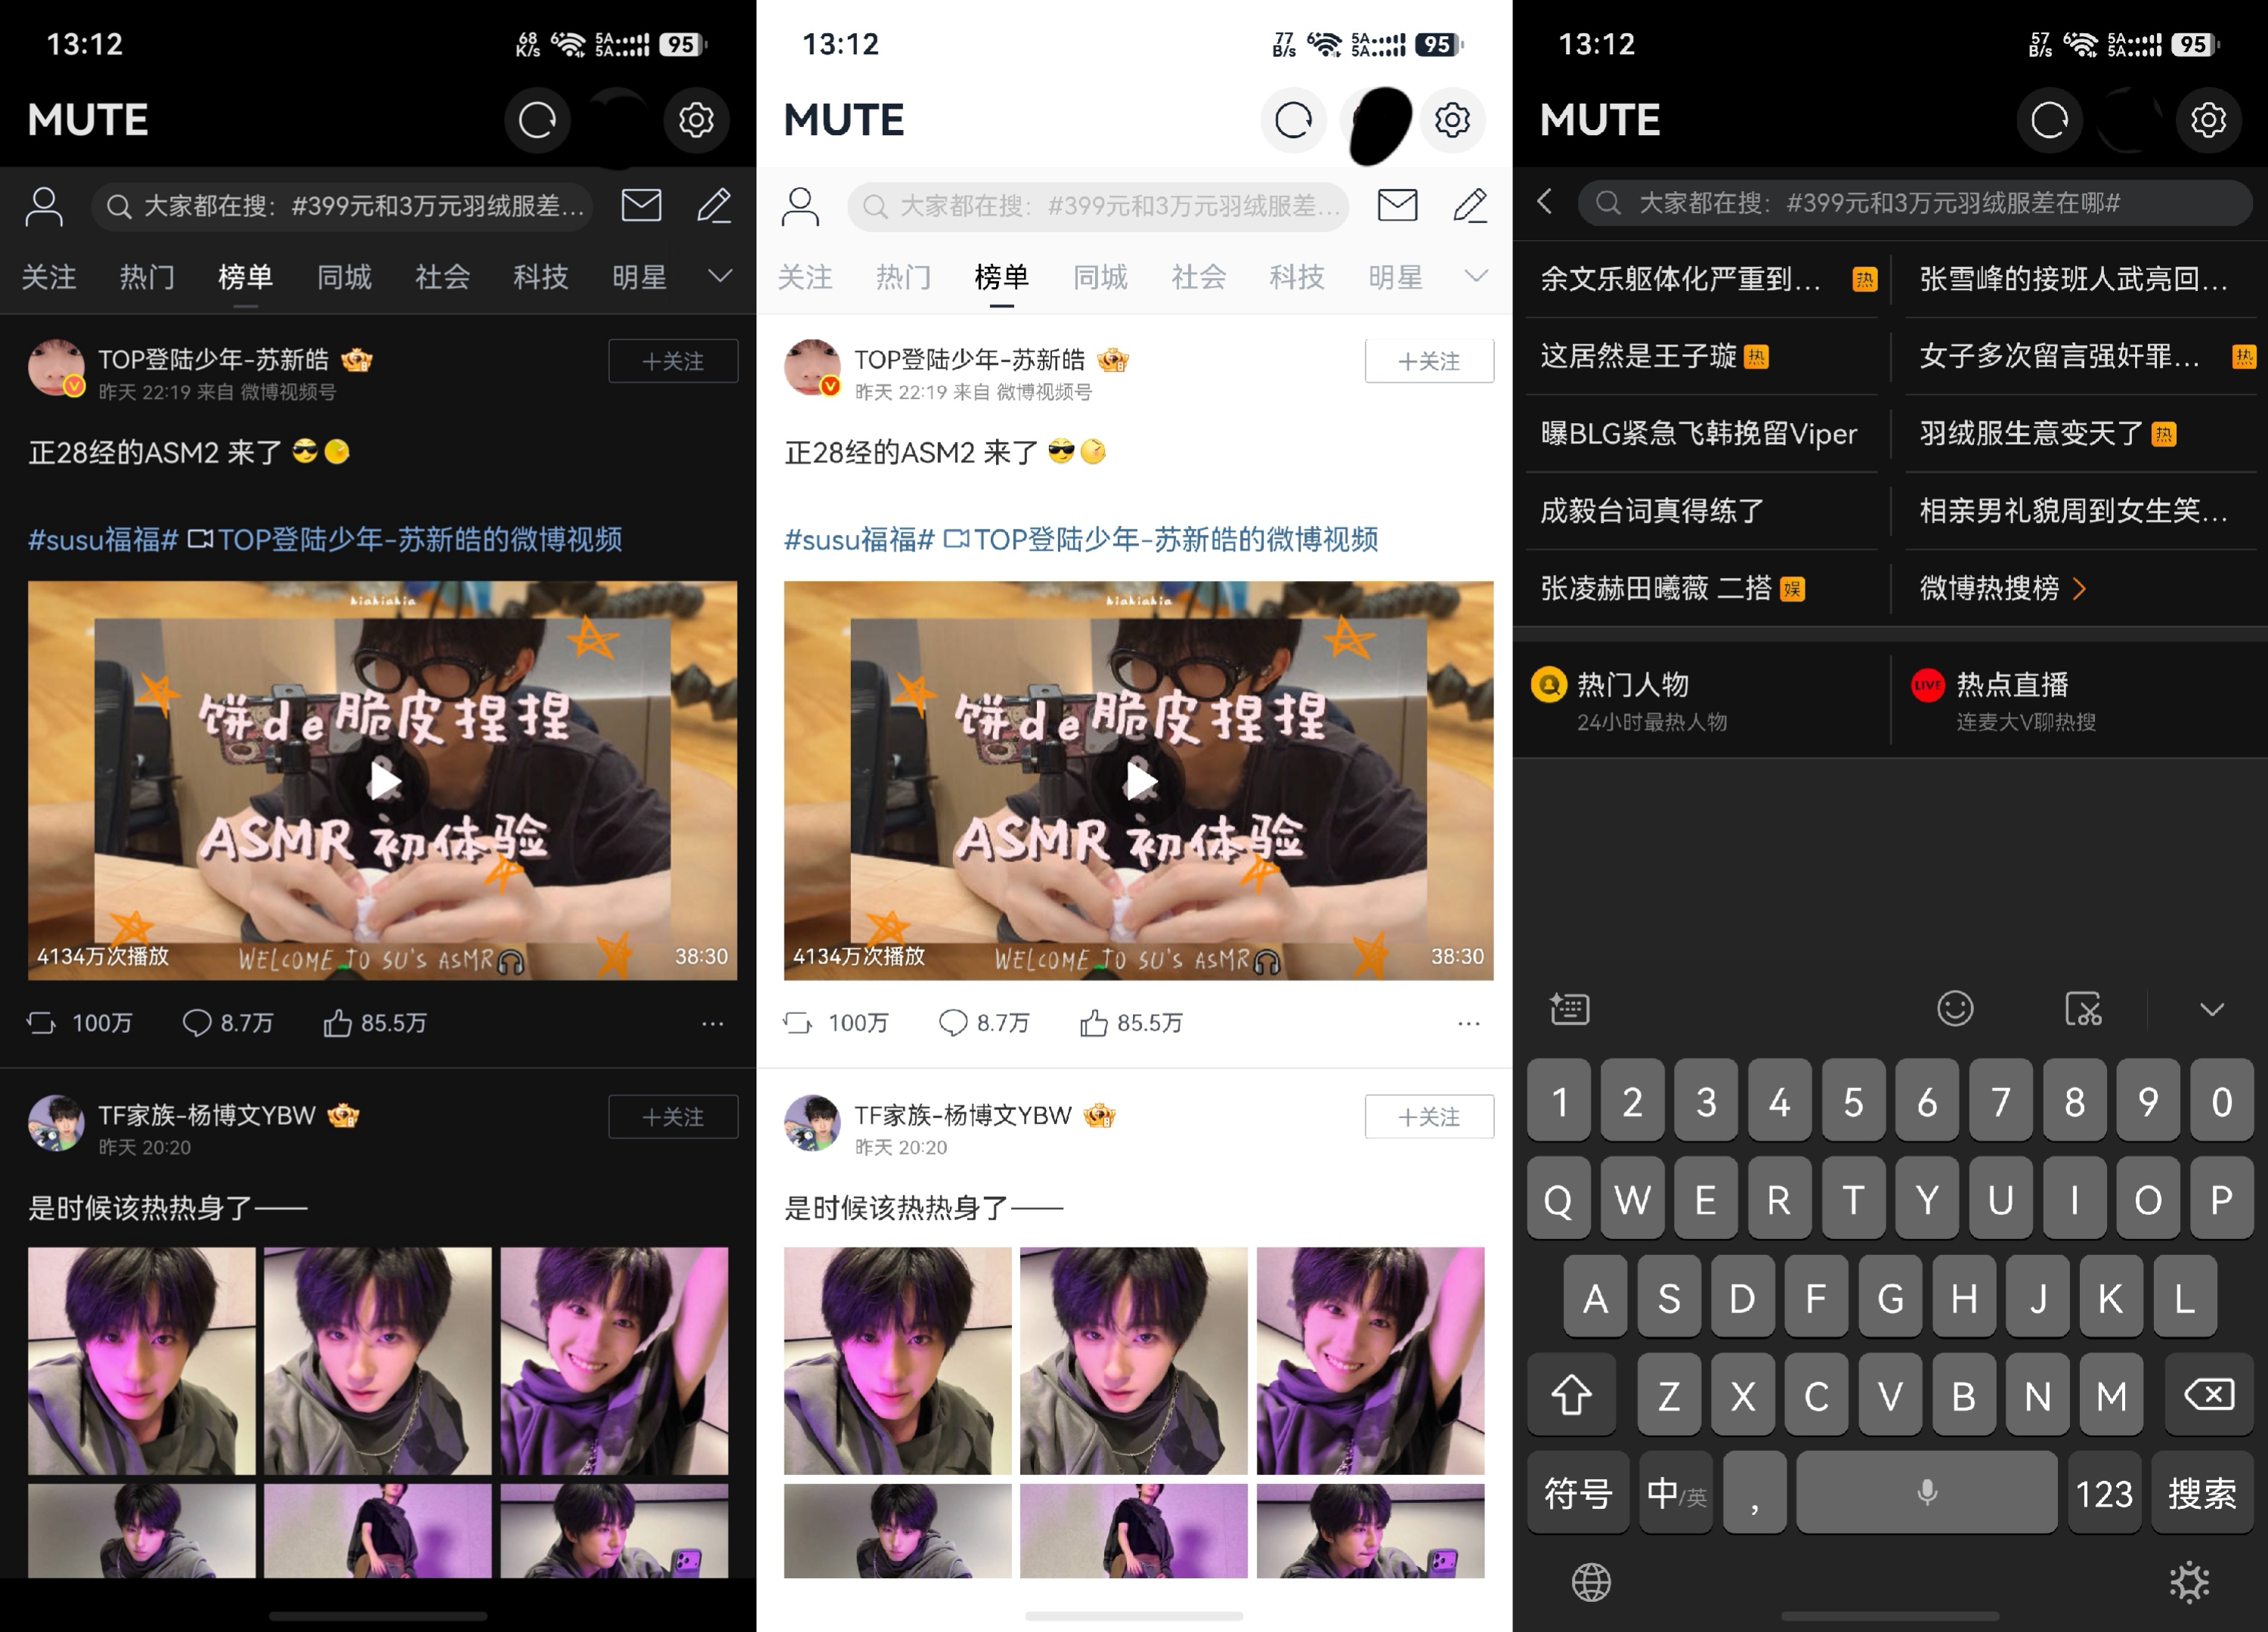 13:12
68 K/s 6 5A 5A 95
MUTE
大家都在搜：#399元和3万元羽绒服差...
关注 热门 榜单 同城 社会 科技 明星
TOP登陆少年-苏新皓
+关注
昨天 22:19 来自 微博视频号
正28经的ASM2 来了
#susu福福# TOP登陆少年-苏新皓的微博视频
kiakiakia
饼de脆皮捏捏
ASMR 初体验
4134万次播放
WELCOME TO SU'S ASMR
38:30
100万 8.7万 85.5万 ...
TF家族-杨博文YBW
+关注
昨天 20:20
是时候该热热身了——
13:12
77 B/s 6 5A 5A 95
MUTE
大家都在搜：#399元和3万元羽绒服差...
关注 热门 榜单 同城 社会 科技 明星
TOP登陆少年-苏新皓
+关注
昨天 22:19 来自 微博视频号
正28经的ASM2 来了
#susu福福# TOP登陆少年-苏新皓的微博视频
kiakiakia
饼de脆皮捏捏
ASMR 初体验
4134万次播放
WELCOME TO SU'S ASMR
38:30
100万 8.7万 85.5万 ...
TF家族-杨博文YBW
+关注
昨天 20:20
是时候该热热身了——
13:12
57 B/s 6 5A 5A 95
MUTE
大家都在搜：#399元和3万元羽绒服差在哪#
余文乐躯体化严重到... 热
张雪峰的接班人武亮回...
这居然是王子璇 热
女子多次留言强奸罪... 热
曝BLG紧急飞韩挽留Viper
羽绒服生意变天了 热
成毅台词真得练了
相亲男礼貌周到女生笑...
张凌赫田曦薇 二搭 娱
微博热搜榜
热门人物
24小时最热人物
LIVE 热点直播
连麦大V聊热搜
1 2 3 4 5 6 7 8 9 0
Q W E R T Y U I O P
A S D F G H J K L
Z X C V B N M
符号 中/英 , 123 搜索